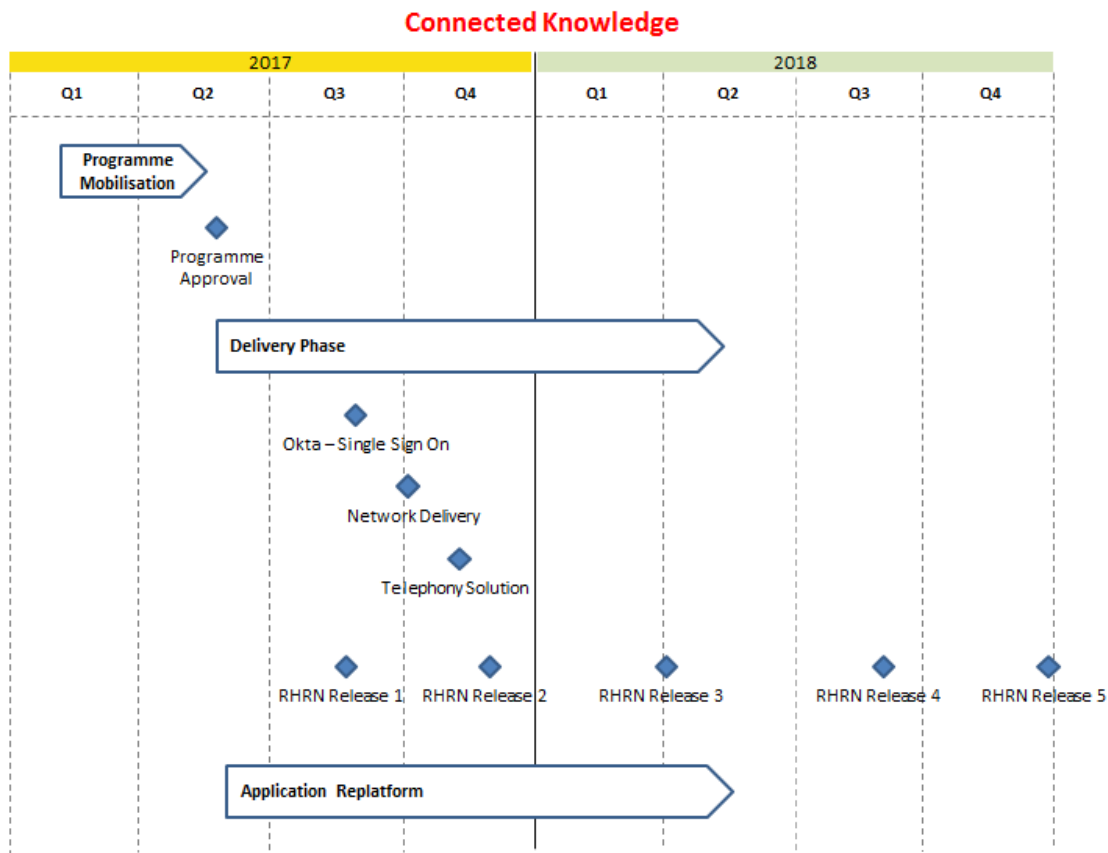 Connected Knowledge
2017 2018
Q1 Q2 Q3 Q4 Q1 Q2 Q3 Q4
Programme
Mobilisation
Programme
Approval
Delivery Phase
Okta – Single Sign On
Network Delivery
Telephony Solution
RHRN Release 1 RHRN Release 2 RHRN Release 3 RHRN Release 4 RHRN Release 5
Application Replatform